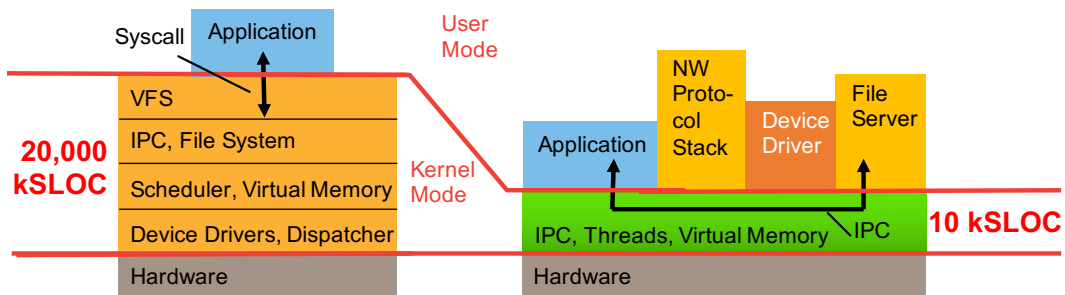 Syscall
Application
User
Mode
VFS
IPC, File System
20,000
kSLOC
Scheduler, Virtual Memory
Device Drivers, Dispatcher
Hardware
Kernel
Mode
Application
NW
Proto-
col
Stack
Device
Driver
File
Server
IPC, Threads, Virtual Memory
IPC
10 kSLOC
Hardware